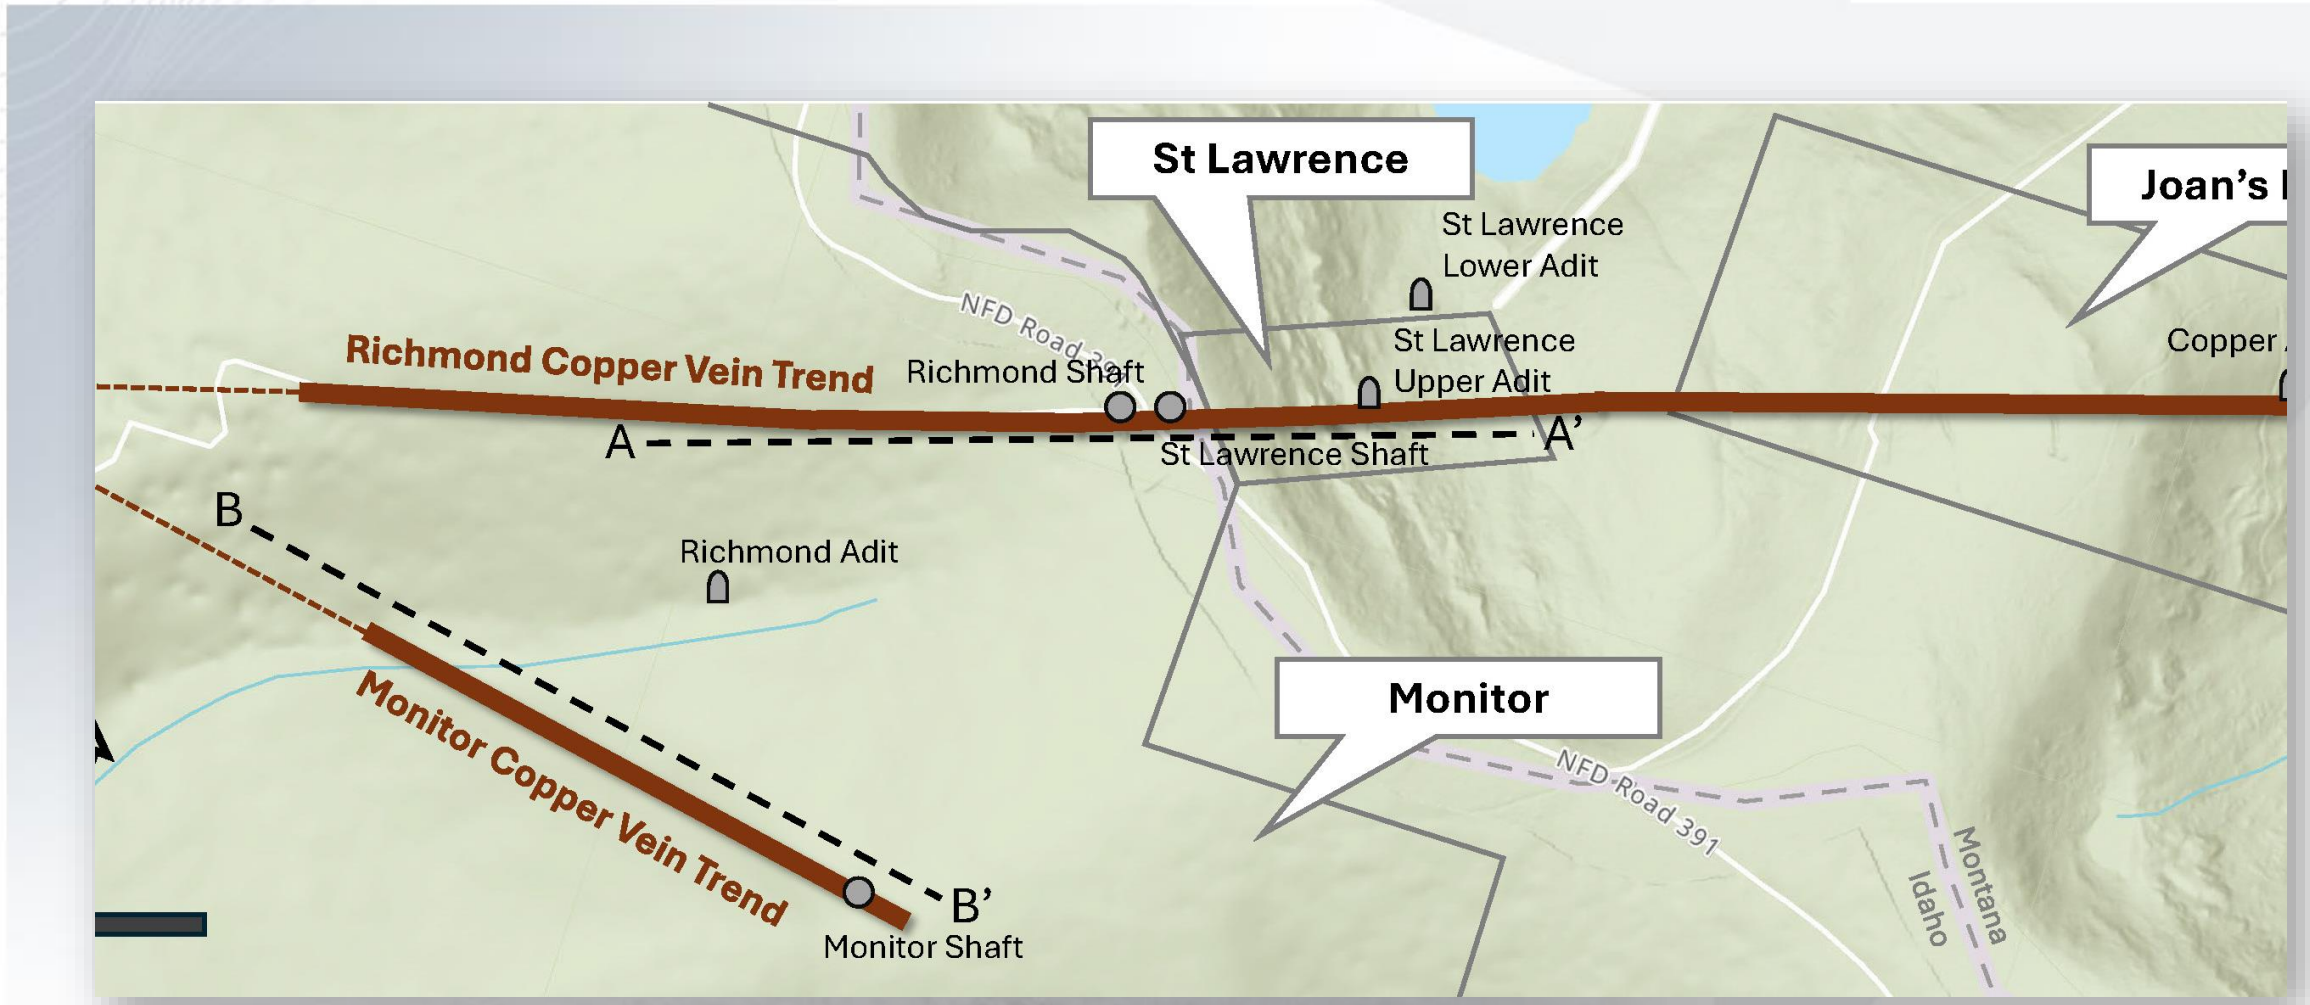 St Lawrence
Joan's
St Lawrence
Lower Adit
NFD Road 391
St Lawrence
Upper Adit
Copper
Richmond Copper Vein Trend
Richmond Shaft
A
A’
St Lawrence Shaft
B
Richmond Adit
Monitor
Monitor Copper Vein Trend
NFD Road 391
B’
Monitor Shaft
Montana
Idaho